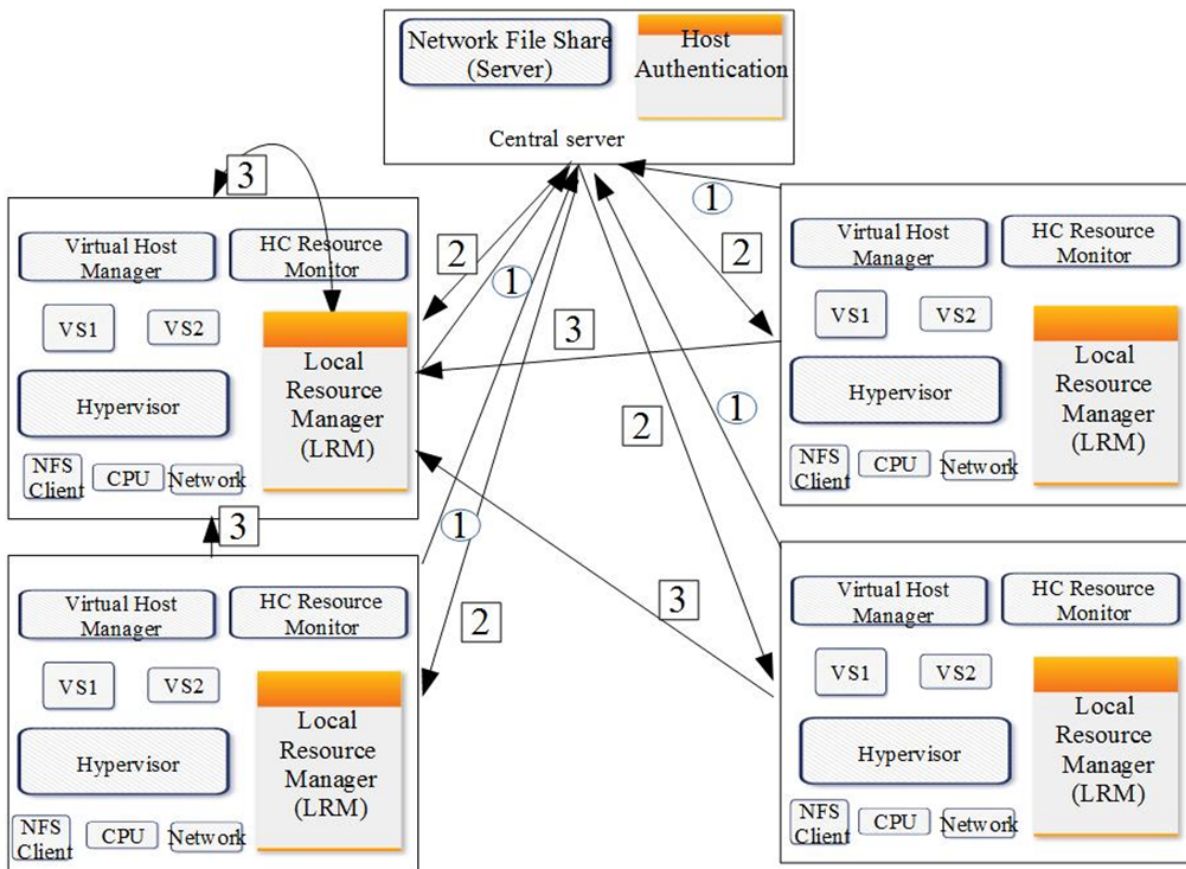 Network File Share
(Server)
Host
Authentication
Central server
3
2
1
1
2
3
2
1
1
2
3
3
3
Virtual Host
Manager
HC Resource
Monitor
VS1
VS2
Hypervisor
Local
Resource
Manager
(LRM)
NFS
Client
CPU
Network
Virtual Host
Manager
HC Resource
Monitor
VS1
VS2
Hypervisor
Local
Resource
Manager
(LRM)
NFS
Client
CPU
Network
Virtual Host
Manager
HC Resource
Monitor
VS1
VS2
Hypervisor
Local
Resource
Manager
(LRM)
NFS
Client
CPU
Network
Virtual Host
Manager
HC Resource
Monitor
VS1
VS2
Hypervisor
Local
Resource
Manager
(LRM)
NFS
Client
CPU
Network